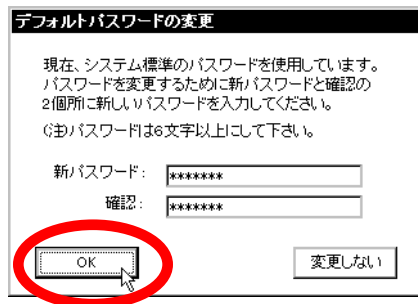 デフォルトパスワードの変更
現在、システム標準のパスワードを使用しています。
パスワードを変更するために新パスワードと確認の
2個所に新しいパスワードを入力してください。
(注)パスワードは6文字以上にして下さい。
新パスワード: *******
確認: *******
OK 変更しない